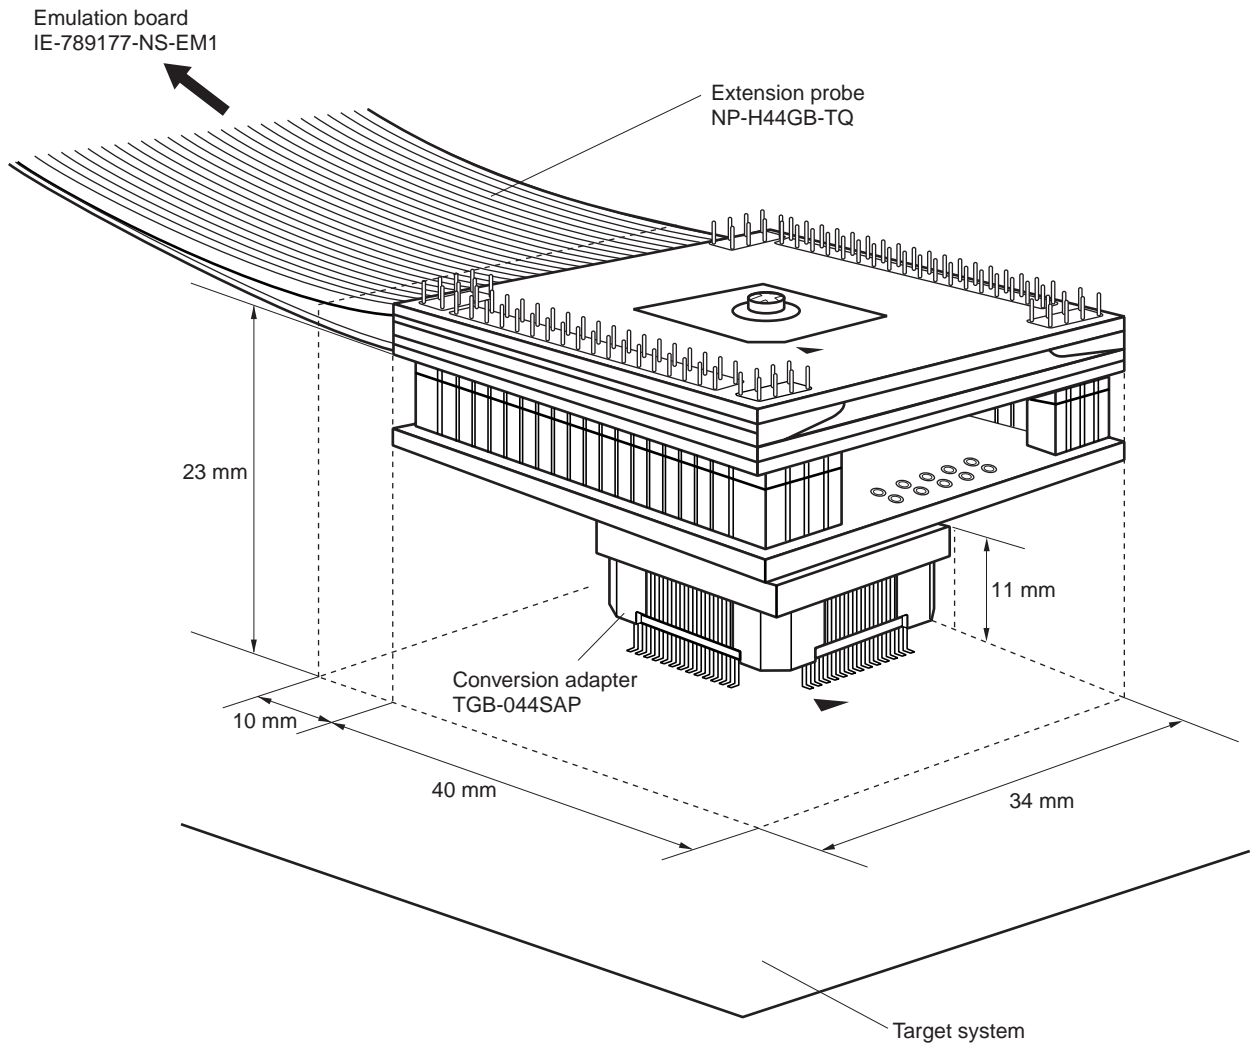 Emulation board
IE-789177-NS-EM1
Extension probe
NP-H44GB-TQ
23 mm
11 mm
Conversion adapter
TGB-044SAP
10 mm
40 mm
34 mm
Target system